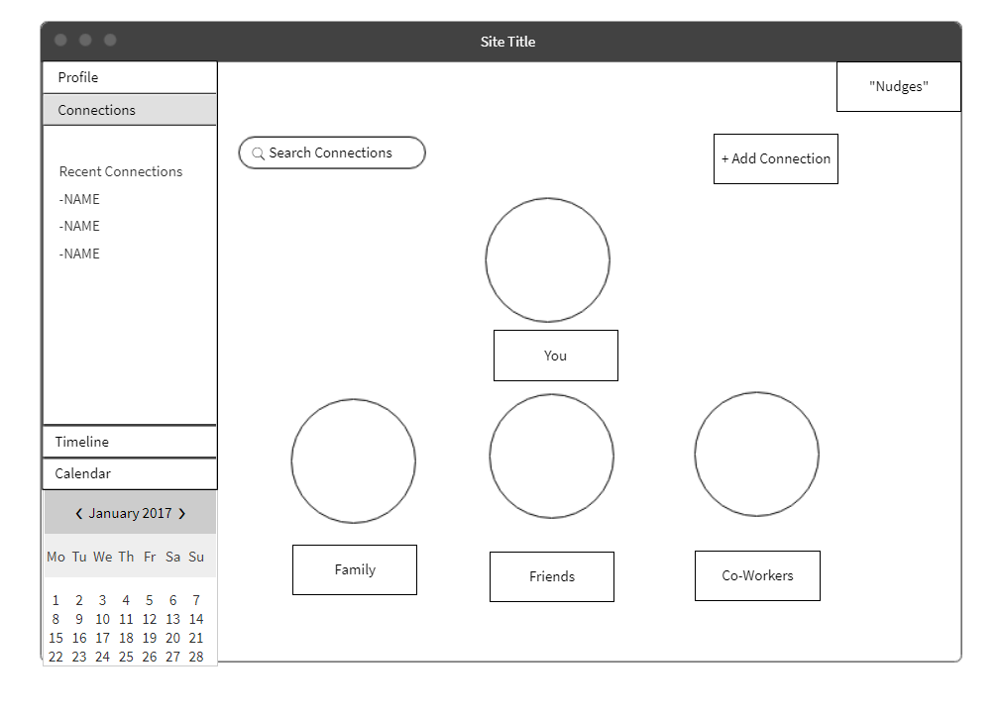 Site Title
Profile
"Nudges"
Connections
Search Connections
+ Add Connection
Recent Connections
-NAME
-NAME
-NAME
You
Timeline
Calendar
< January 2017 >
Mo Tu We Th Fr Sa Su
1 2 3 4 5 6 7
8 9 10 11 12 13 14
15 16 17 18 19 20 21
22 23 24 25 26 27 28
Family
Friends
Co-Workers